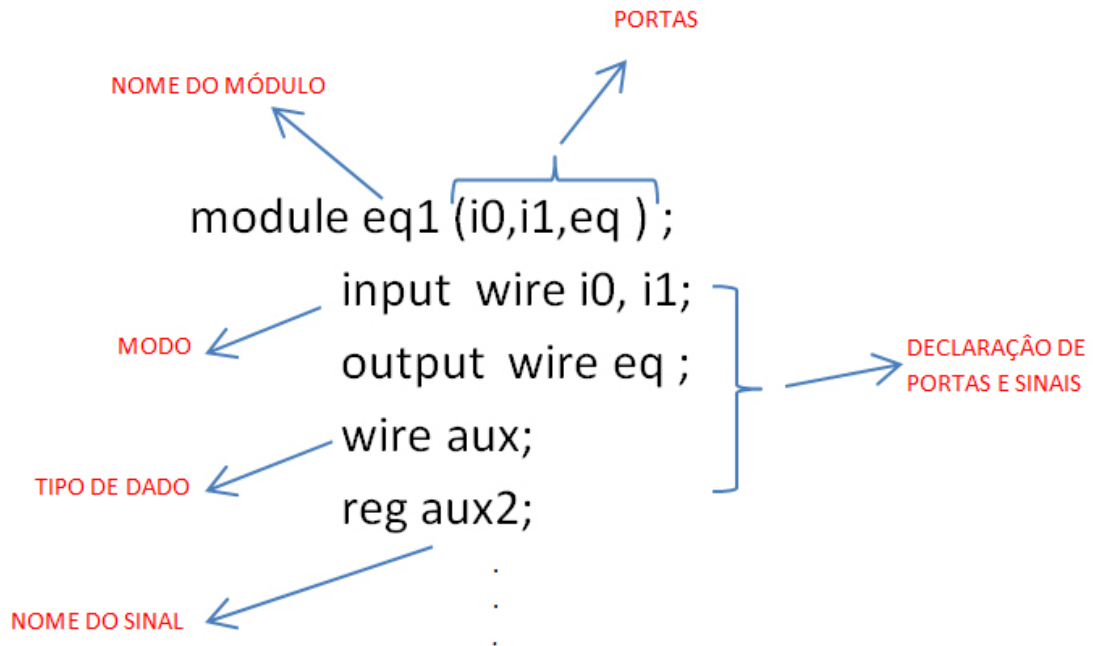 PORTAS
NOME DO MÓDULO
module eq1 (i0,i1,eq ) ;
input wire i0, i1;
MODO
output wire eq ;
DECLARAÇÂO DE
PORTAS E SINAIS
wire aux;
TIPO DE DADO
reg aux2;
.
.
.
NOME DO SINAL